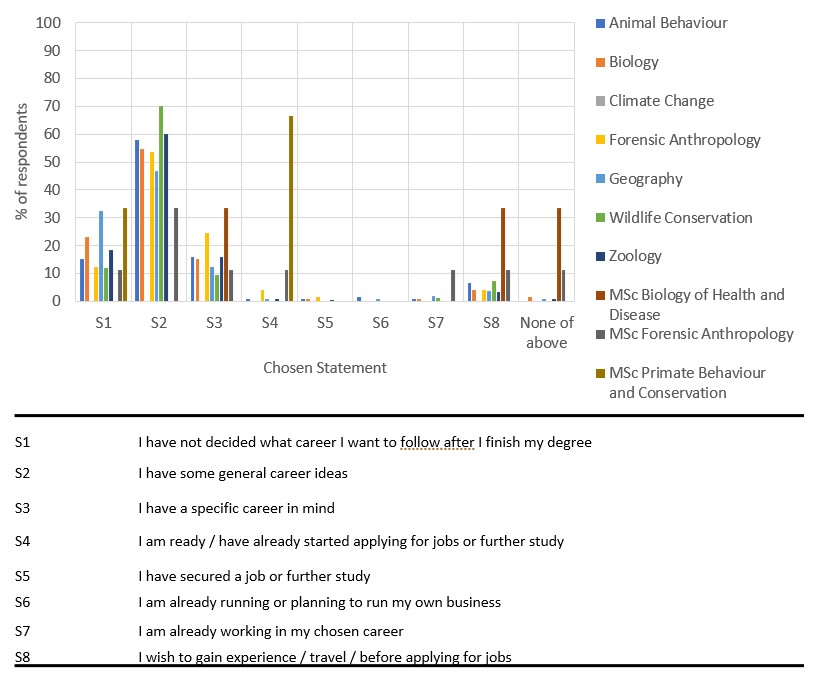 100
90
80
70
60
50
40
30
20
10
0
% of respondents
S1 S2 S3 S4 S5 S6 S7 S8 None of
above
Chosen Statement
Animal Behaviour
Biology
Climate Change
Forensic Anthropology
Geography
Wildlife Conservation
Zoology
MSc Biology of Health and
Disease
MSc Forensic Anthropology
MSc Primate Behaviour
and Conservation
S1 I have not decided what career I want to follow after I finish my degree
S2 I have some general career ideas
S3 I have a specific career in mind
S4 I am ready / have already started applying for jobs or further study
S5 I have secured a job or further study
S6 I am already running or planning to run my own business
S7 I am already working in my chosen career
S8 I wish to gain experience / travel / before applying for jobs